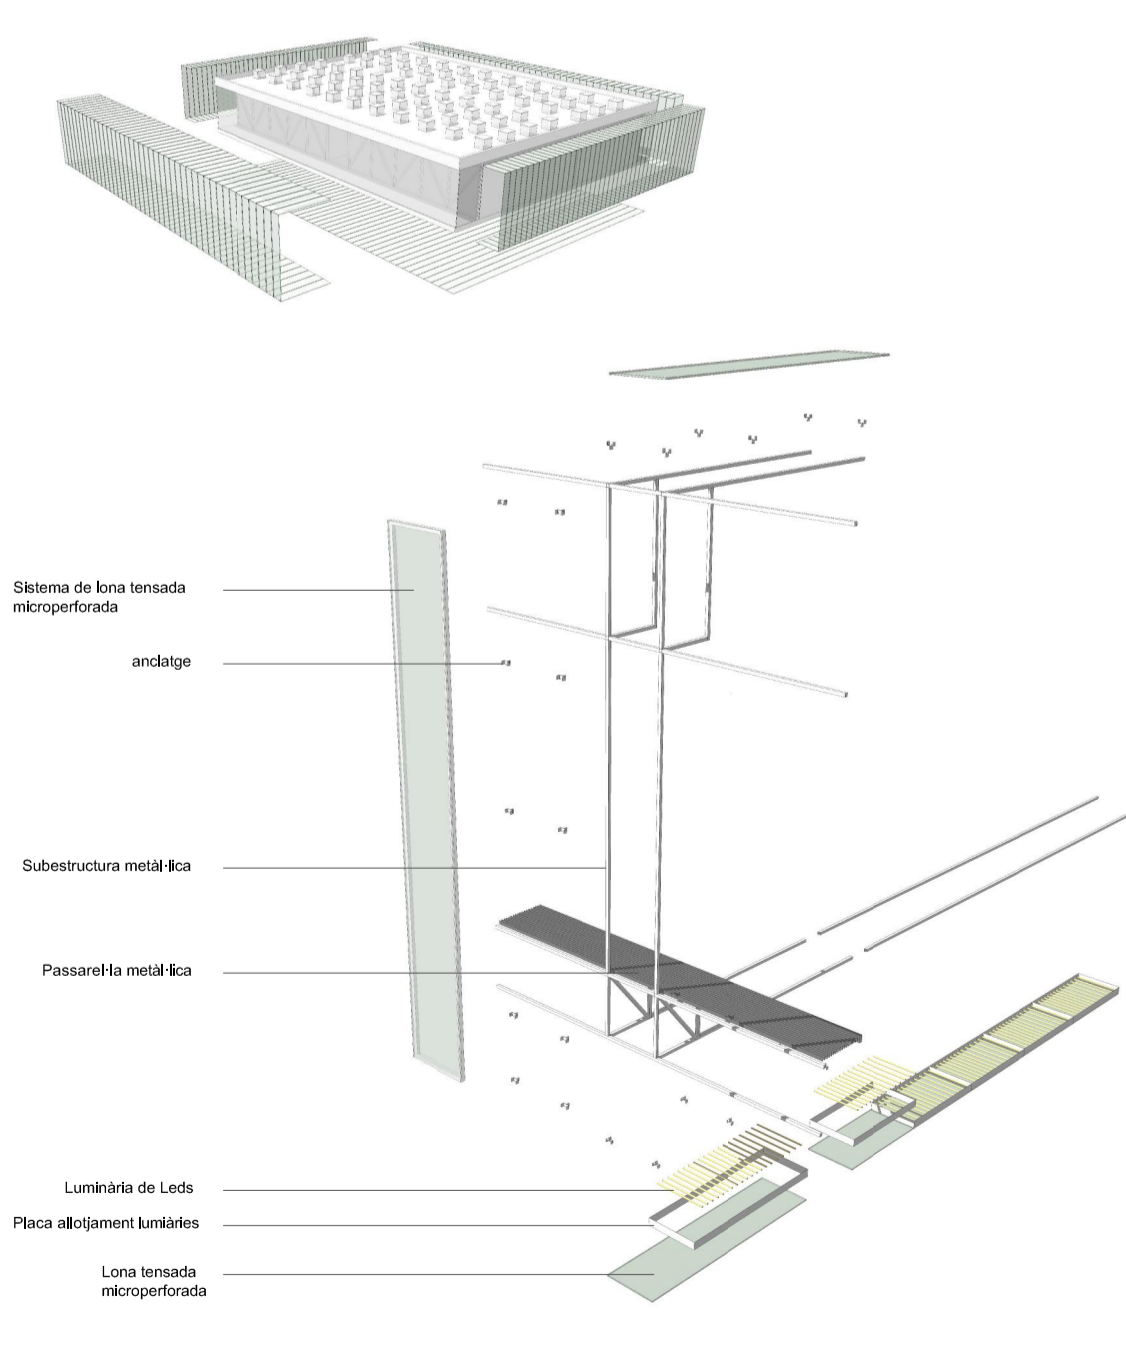 Sistema de lona tensada
microperforada
anclatge
Subestructura metàl·lica
Passarel·la metàl·lica
Luminària de Leds
Placa allotjament lumiàries
Lona tensada
microperforada